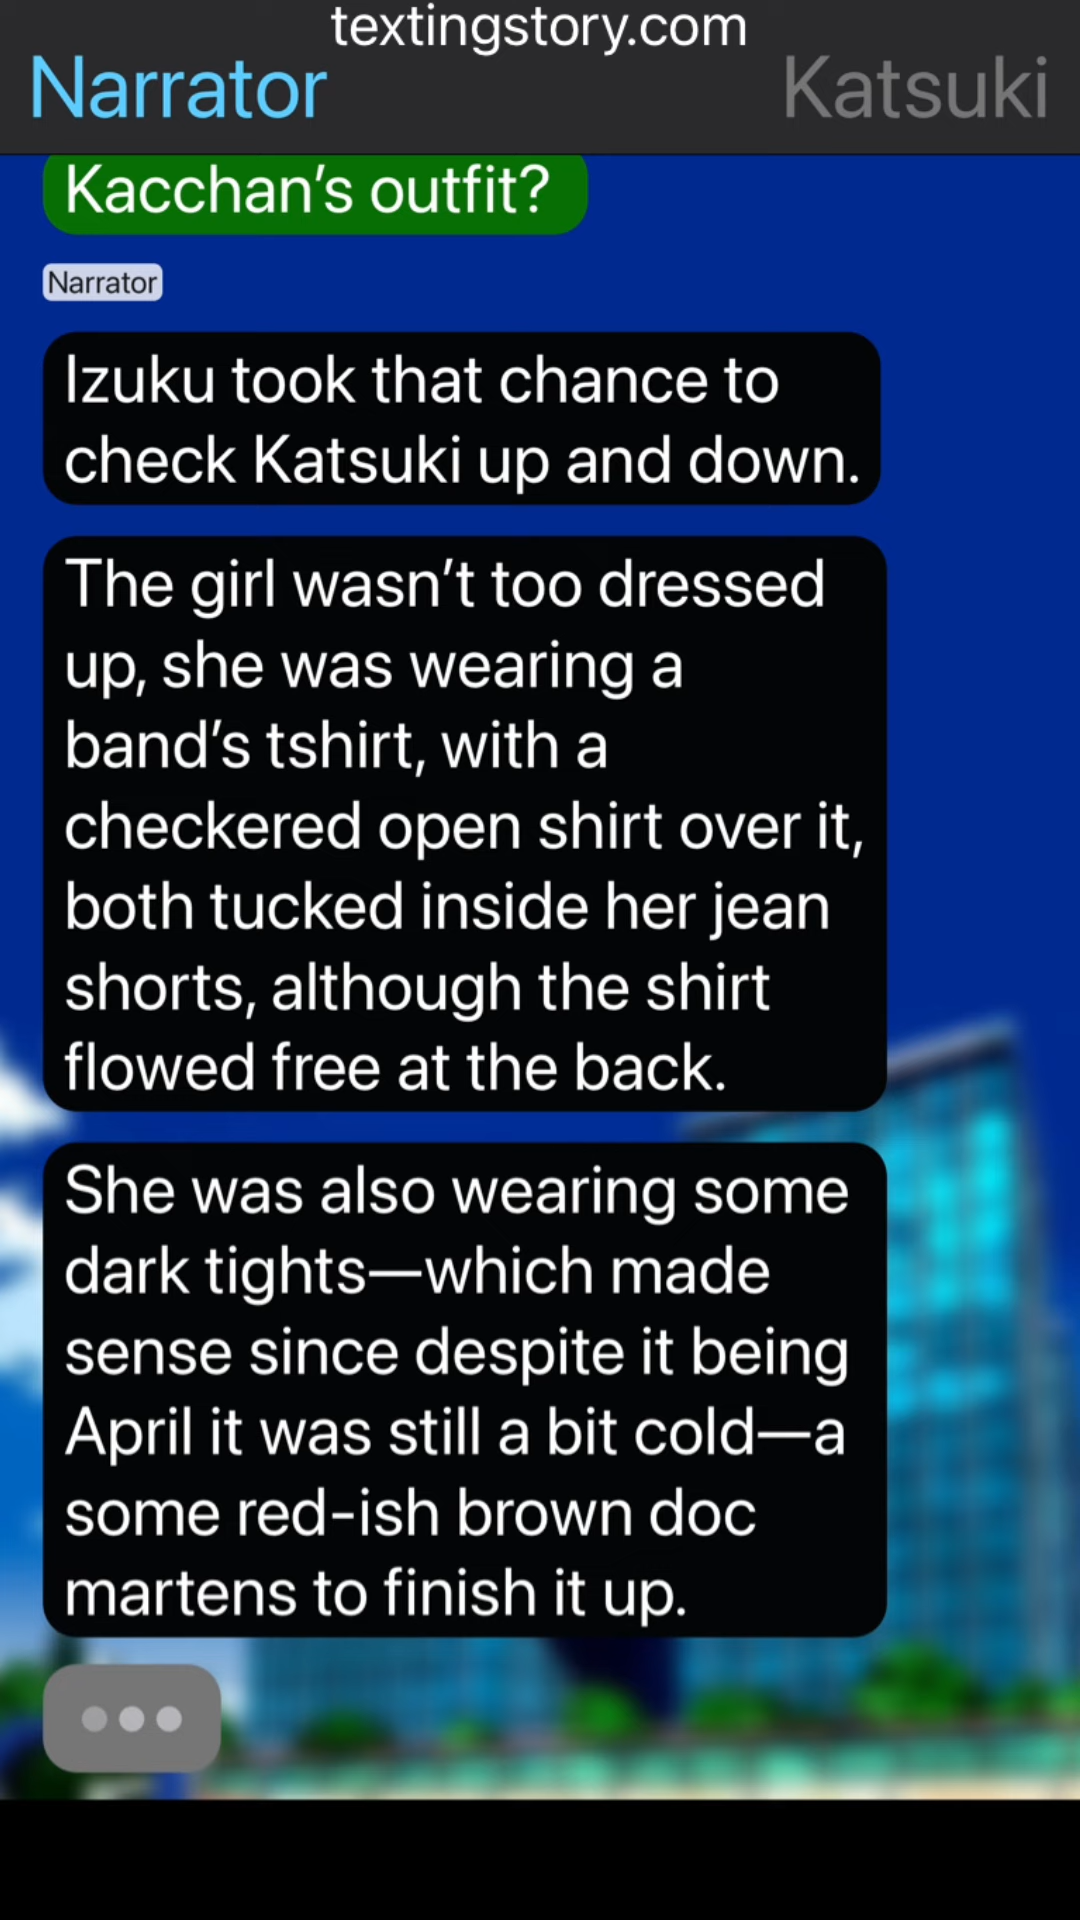 textingstory.com
Narrator
Katsuki
Kacchan’s outfit?
Narrator
Izuku took that chance to
check Katsuki up and down.
The girl wasn’t too dressed
up, she was wearing a
band’s tshirt, with a
checkered open shirt over it,
both tucked inside her jean
shorts, although the shirt
flowed free at the back.
She was also wearing some
dark tights—which made
sense since despite it being
April it was still a bit cold—a
some red-ish brown doc
martens to finish it up.